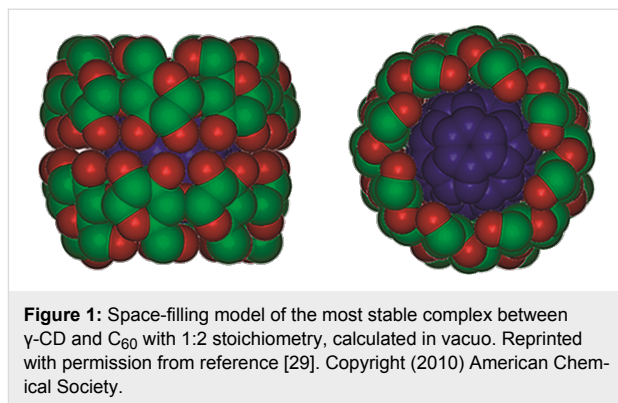 Figure 1: Space-filling model of the most stable complex between
γ-CD and C60 with 1:2 stoichiometry, calculated in vacuo. Reprinted
with permission from reference [29]. Copyright (2010) American Chem-
ical Society.